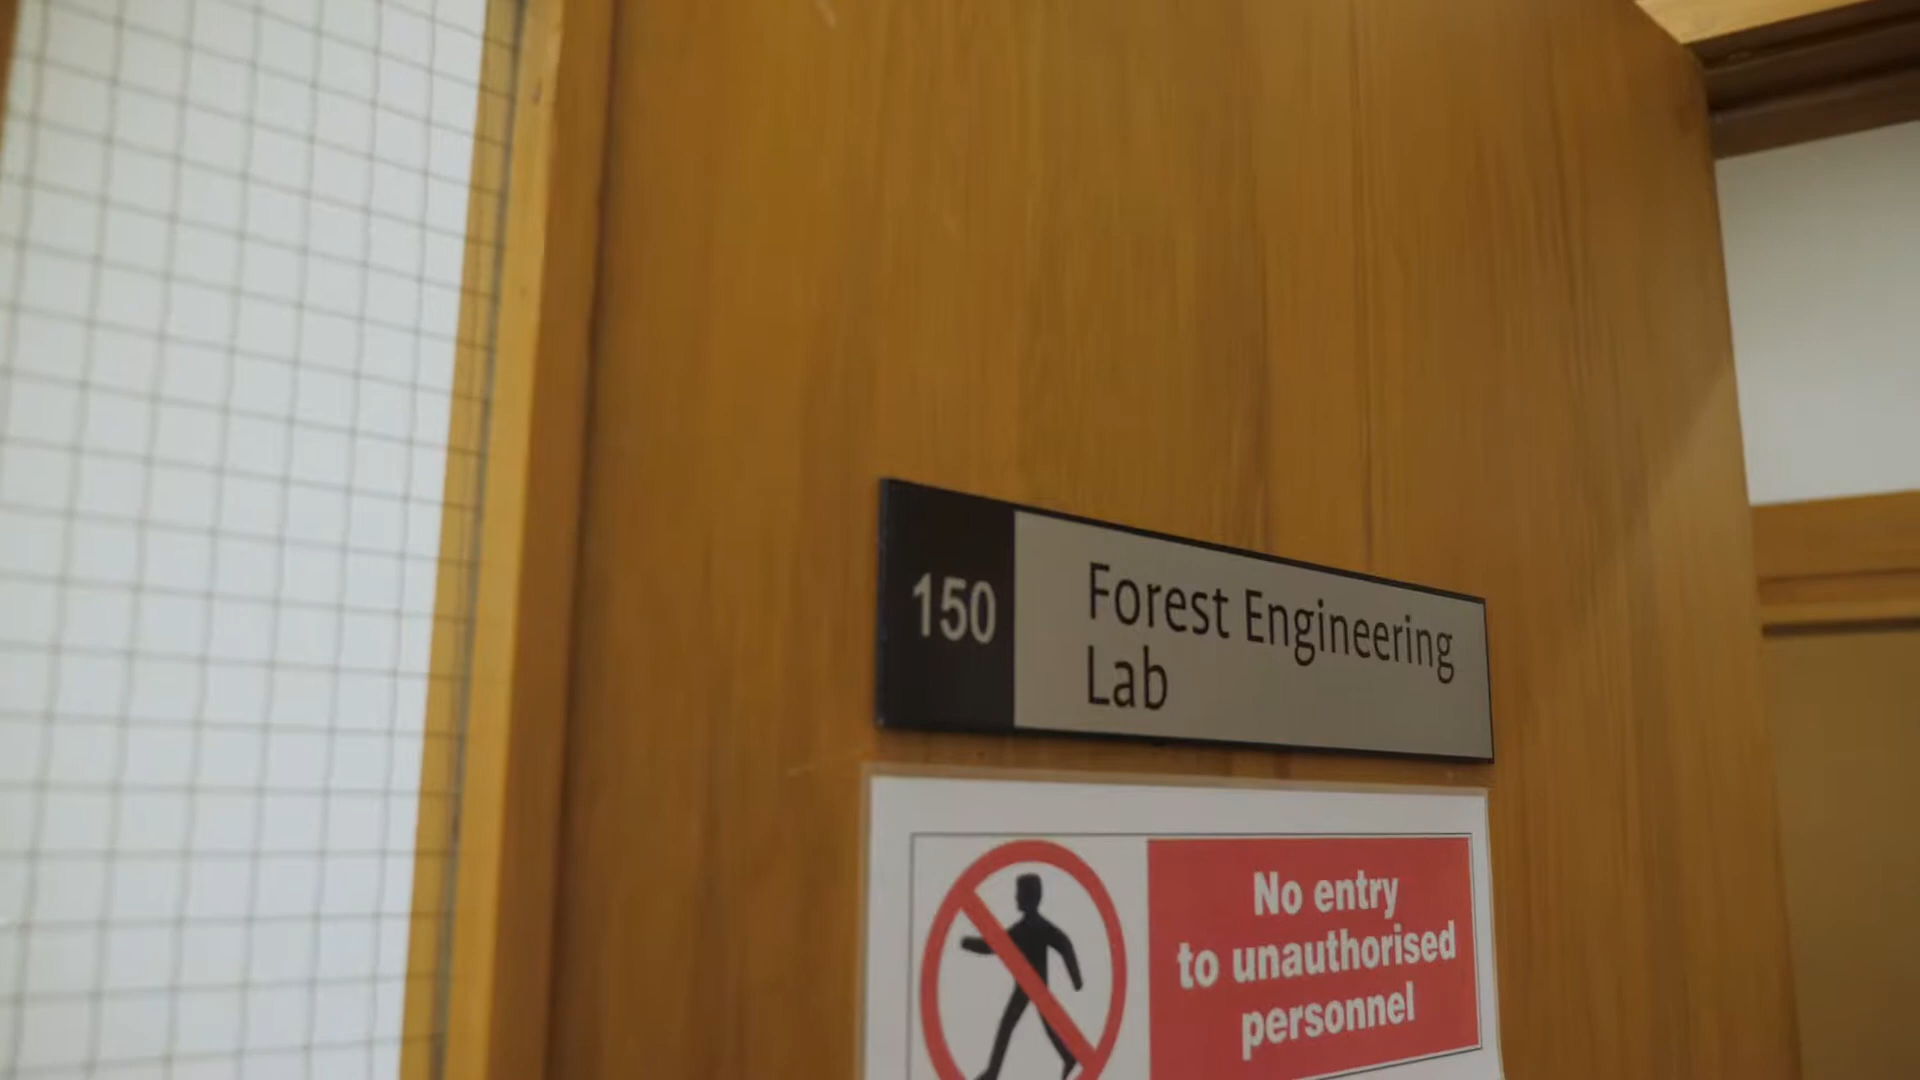 150
Forest Engineering
Lab
No entry
to unauthorised
personnel